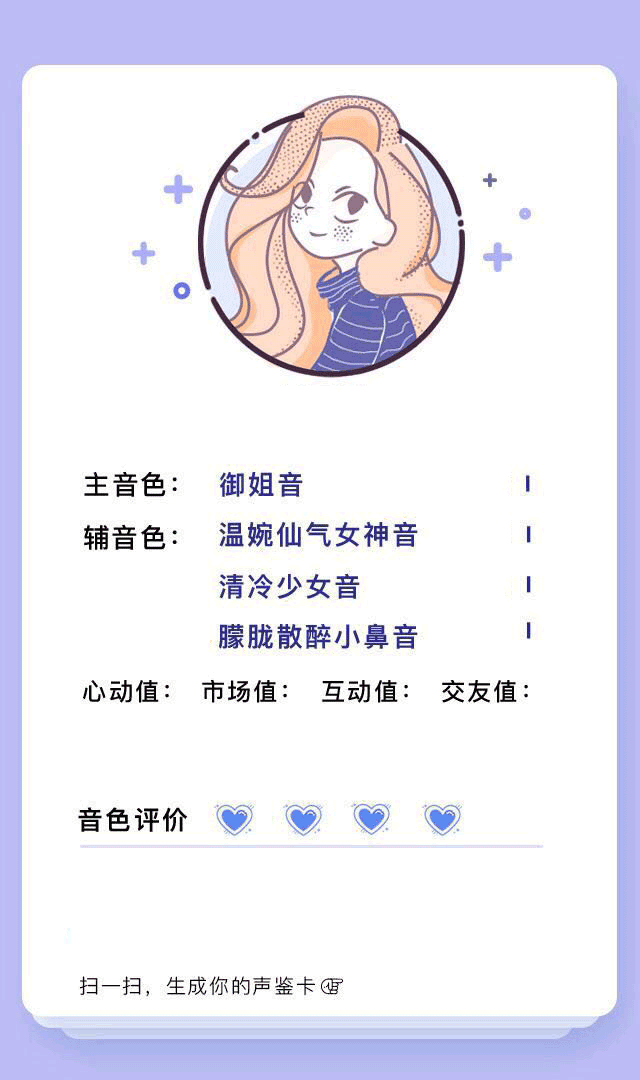 主音色： 御姐音
辅音色： 温婉仙气女神音
清冷少女音
朦胧散醉小鼻音
心动值： 市场值： 互动值： 交友值：
音色评价
扫一扫，生成你的声鉴卡